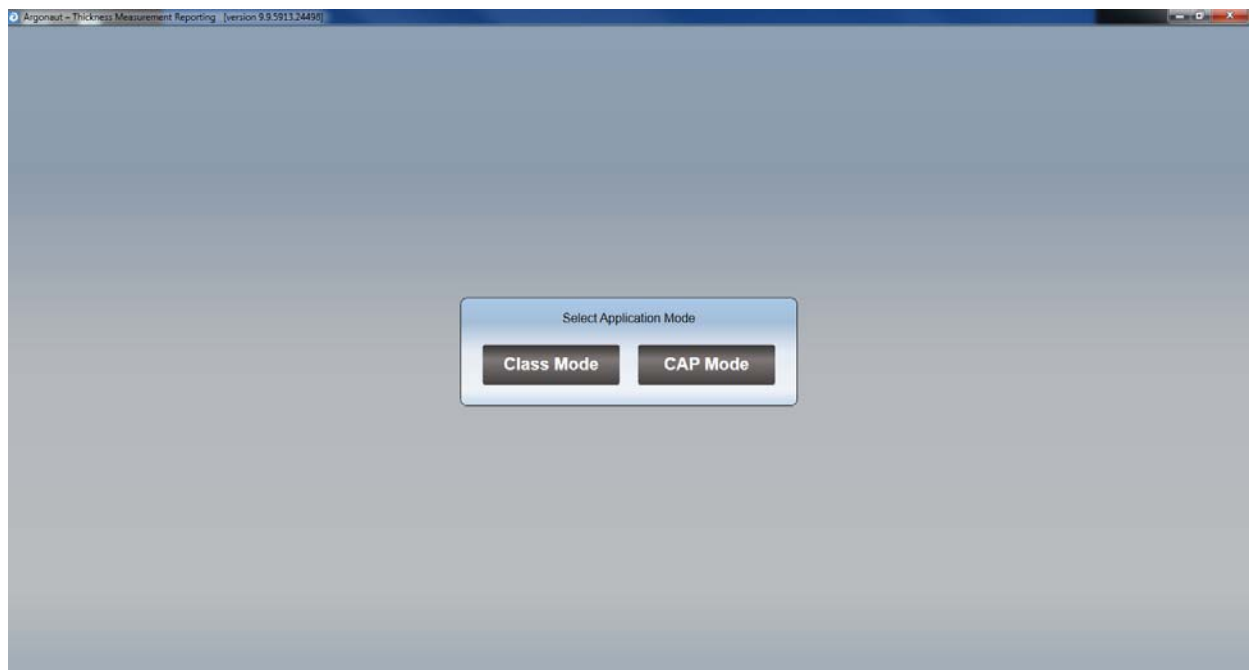 Argonaut – Thickness Measurement Reporting [version 9.9.5913.24498]
Select Application Mode
Class Mode CAP Mode